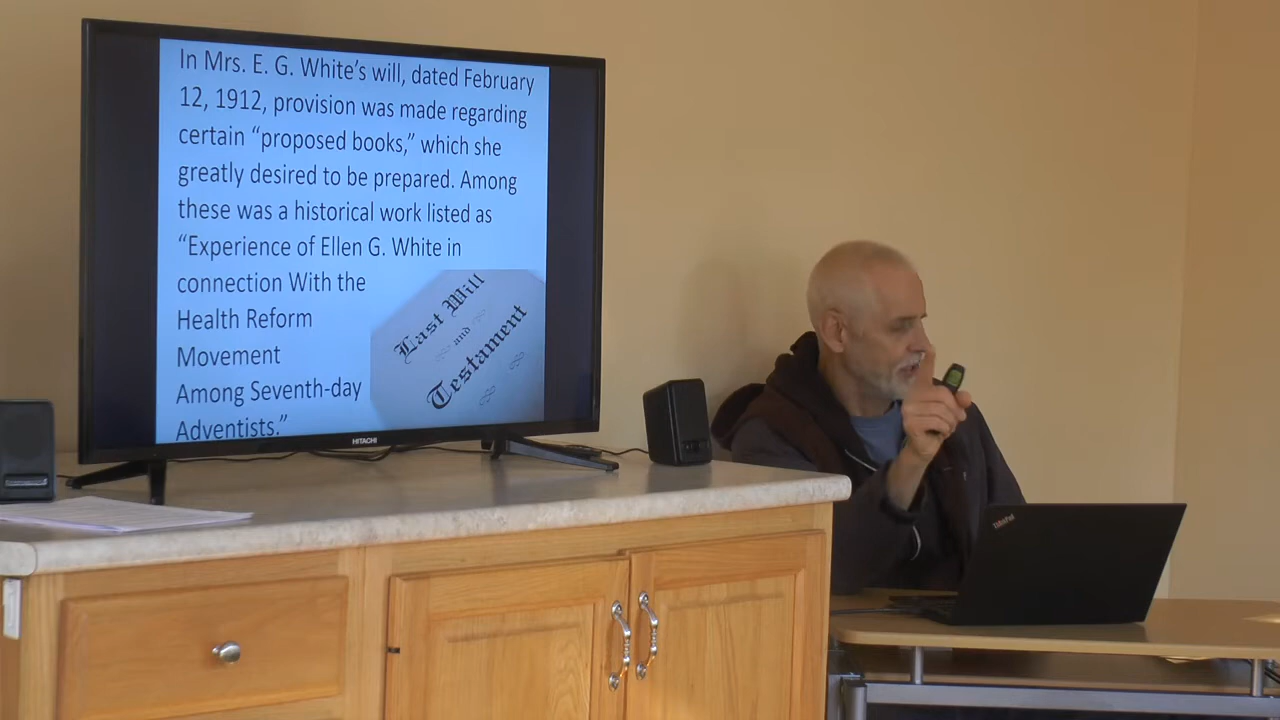 In Mrs. E. G. White's will, dated February
12, 1912, provision was made regarding
certain “proposed books,” which she
greatly desired to be prepared. Among
these was a historical work listed as
“Experience of Ellen G. White in
connection With the
Health Reform
Movement
Among Seventh-day
Adventists.”
Last Will
and
Testament
HITACHI
ThinkPad